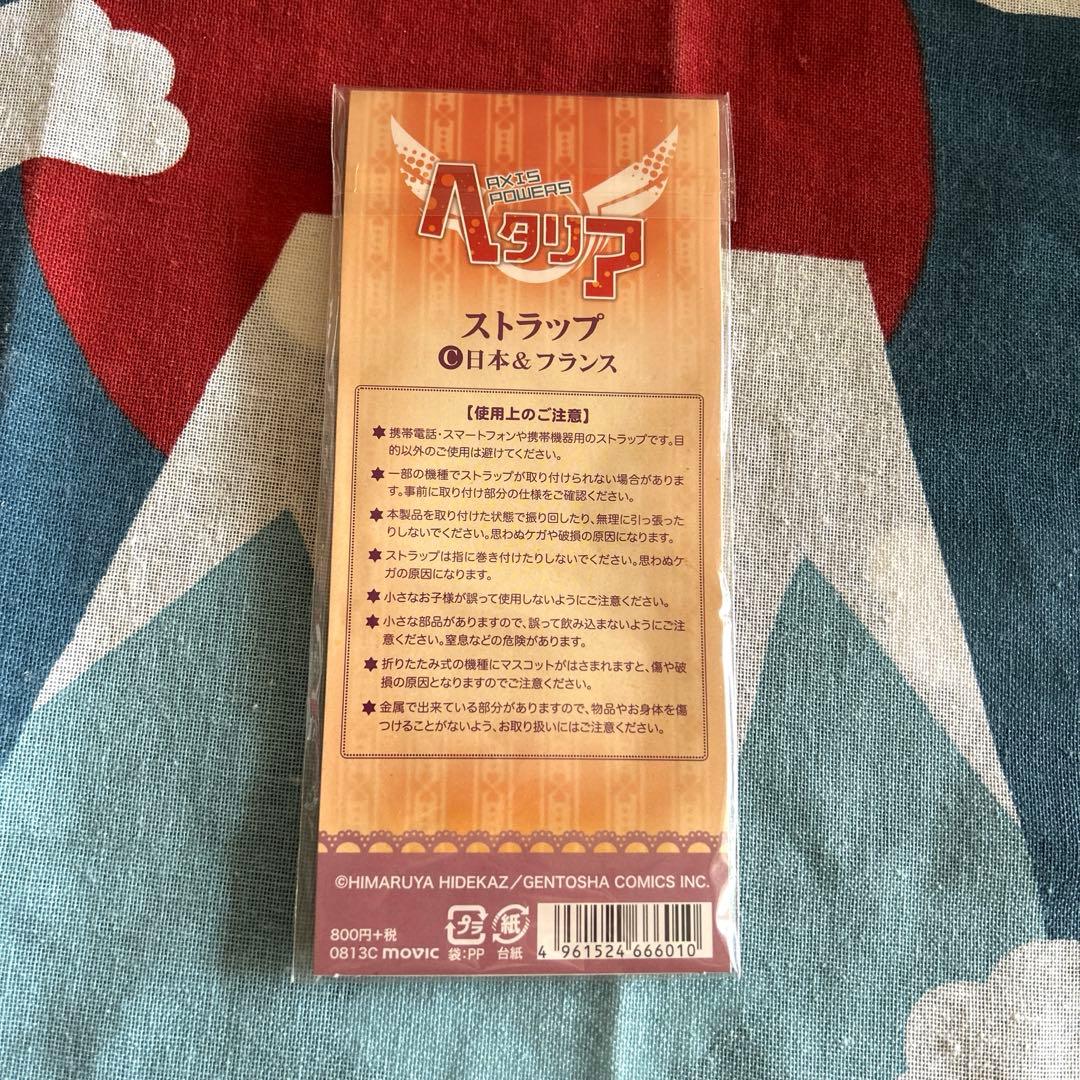 AXIS
POWERS
ヘタリア
ストラップ
C日本&フランス
【使用上のご注意】
★携帯電話・スマートフォンや携帯機器用のストラップです。目
的以外のご使用は避けてください。
★一部の機種でストラップが取り付けられない場合がありま
す。事前に取り付け部分の仕様をご確認ください。
★本製品を取り付けた状態で振り回したり、無理に引っ張った
りしないでください。思わぬケガや破損の原因になります。
★ストラップは指に巻き付けたりしないでください。思わぬケ
ガの原因になります。
★小さなお子様が誤って使用しないようにご注意ください。
★小さな部品がありますので、誤って飲み込まないようにご注
意ください。窒息などの危険があります。
★折りたたみ式の機種にマスコットがはさまれますと、傷や破
損の原因となりますのでご注意ください。
★金属で出来ている部分がありますので、物品やお身体を傷
つけることがないよう、お取り扱いにはご注意ください。
©HIMARUYA HIDEKAZ/GENTOSHA COMICS INC.
800円+税
0813C movic
プラ
袋:PP
紙
台紙
4 961524 666010